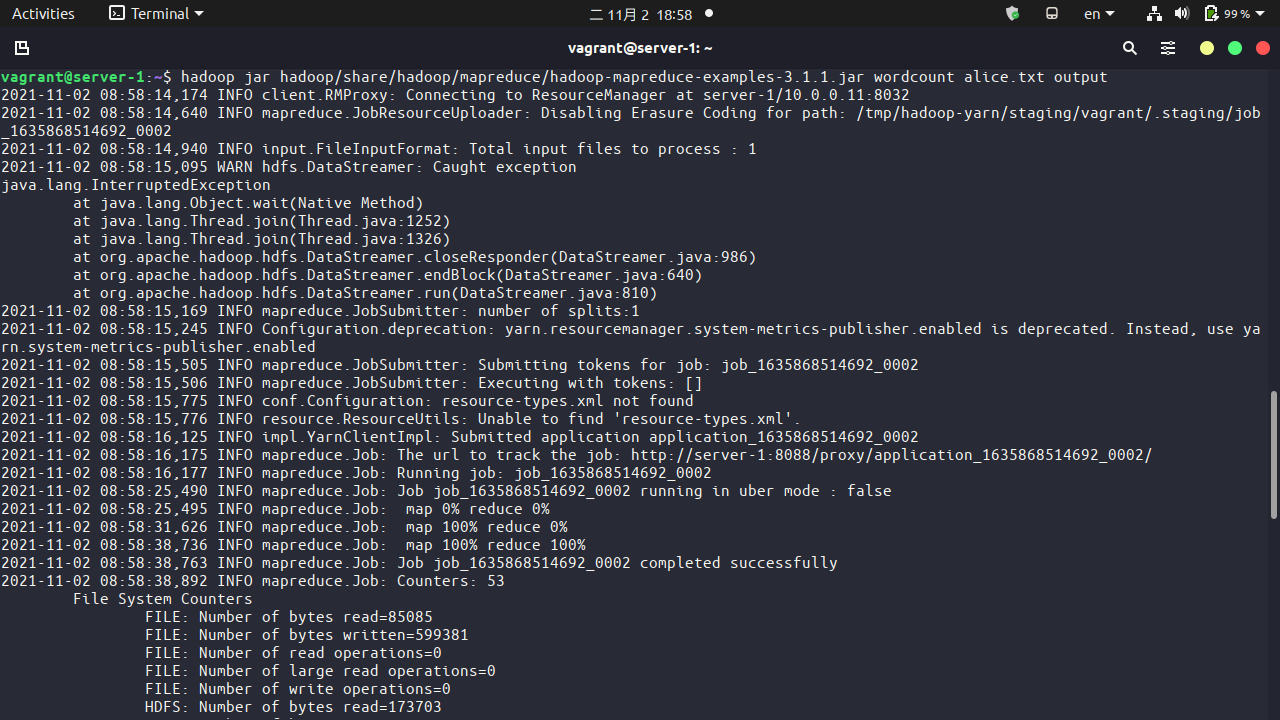 Activities Terminal 二 11月 2 18:58 en 99 %
vagrant@server-1: ~
vagrant@server-1:~$ hadoop jar hadoop/share/hadoop/mapreduce/hadoop-mapreduce-examples-3.1.1.jar wordcount alice.txt output
2021-11-02 08:58:14,174 INFO client.RMProxy: Connecting to ResourceManager at server-1/10.0.0.11:8032
2021-11-02 08:58:14,640 INFO mapreduce.JobResourceUploader: Disabling Erasure Coding for path: /tmp/hadoop-yarn/staging/vagrant/.staging/job
_1635868514692_0002
2021-11-02 08:58:14,940 INFO input.FileInputFormat: Total input files to process : 1
2021-11-02 08:58:15,095 WARN hdfs.DataStreamer: Caught exception
java.lang.InterruptedException
        at java.lang.Object.wait(Native Method)
        at java.lang.Thread.join(Thread.java:1252)
        at java.lang.Thread.join(Thread.java:1326)
        at org.apache.hadoop.hdfs.DataStreamer.closeResponder(DataStreamer.java:986)
        at org.apache.hadoop.hdfs.DataStreamer.endBlock(DataStreamer.java:640)
        at org.apache.hadoop.hdfs.DataStreamer.run(DataStreamer.java:810)
2021-11-02 08:58:15,169 INFO mapreduce.JobSubmitter: number of splits:1
2021-11-02 08:58:15,245 INFO Configuration.deprecation: yarn.resourcemanager.system-metrics-publisher.enabled is deprecated. Instead, use ya
rn.system-metrics-publisher.enabled
2021-11-02 08:58:15,505 INFO mapreduce.JobSubmitter: Submitting tokens for job: job_1635868514692_0002
2021-11-02 08:58:15,506 INFO mapreduce.JobSubmitter: Executing with tokens: []
2021-11-02 08:58:15,775 INFO conf.Configuration: resource-types.xml not found
2021-11-02 08:58:15,776 INFO resource.ResourceUtils: Unable to find 'resource-types.xml'.
2021-11-02 08:58:16,125 INFO impl.YarnClientImpl: Submitted application application_1635868514692_0002
2021-11-02 08:58:16,175 INFO mapreduce.Job: The url to track the job: http://server-1:8088/proxy/application_1635868514692_0002/
2021-11-02 08:58:16,177 INFO mapreduce.Job: Running job: job_1635868514692_0002
2021-11-02 08:58:25,490 INFO mapreduce.Job: Job job_1635868514692_0002 running in uber mode : false
2021-11-02 08:58:25,495 INFO mapreduce.Job:  map 0% reduce 0%
2021-11-02 08:58:31,626 INFO mapreduce.Job:  map 100% reduce 0%
2021-11-02 08:58:38,736 INFO mapreduce.Job:  map 100% reduce 100%
2021-11-02 08:58:38,763 INFO mapreduce.Job: Job job_1635868514692_0002 completed successfully
2021-11-02 08:58:38,892 INFO mapreduce.Job: Counters: 53
        File System Counters
                FILE: Number of bytes read=85085
                FILE: Number of bytes written=599381
                FILE: Number of read operations=0
                FILE: Number of large read operations=0
                FILE: Number of write operations=0
                HDFS: Number of bytes read=173703